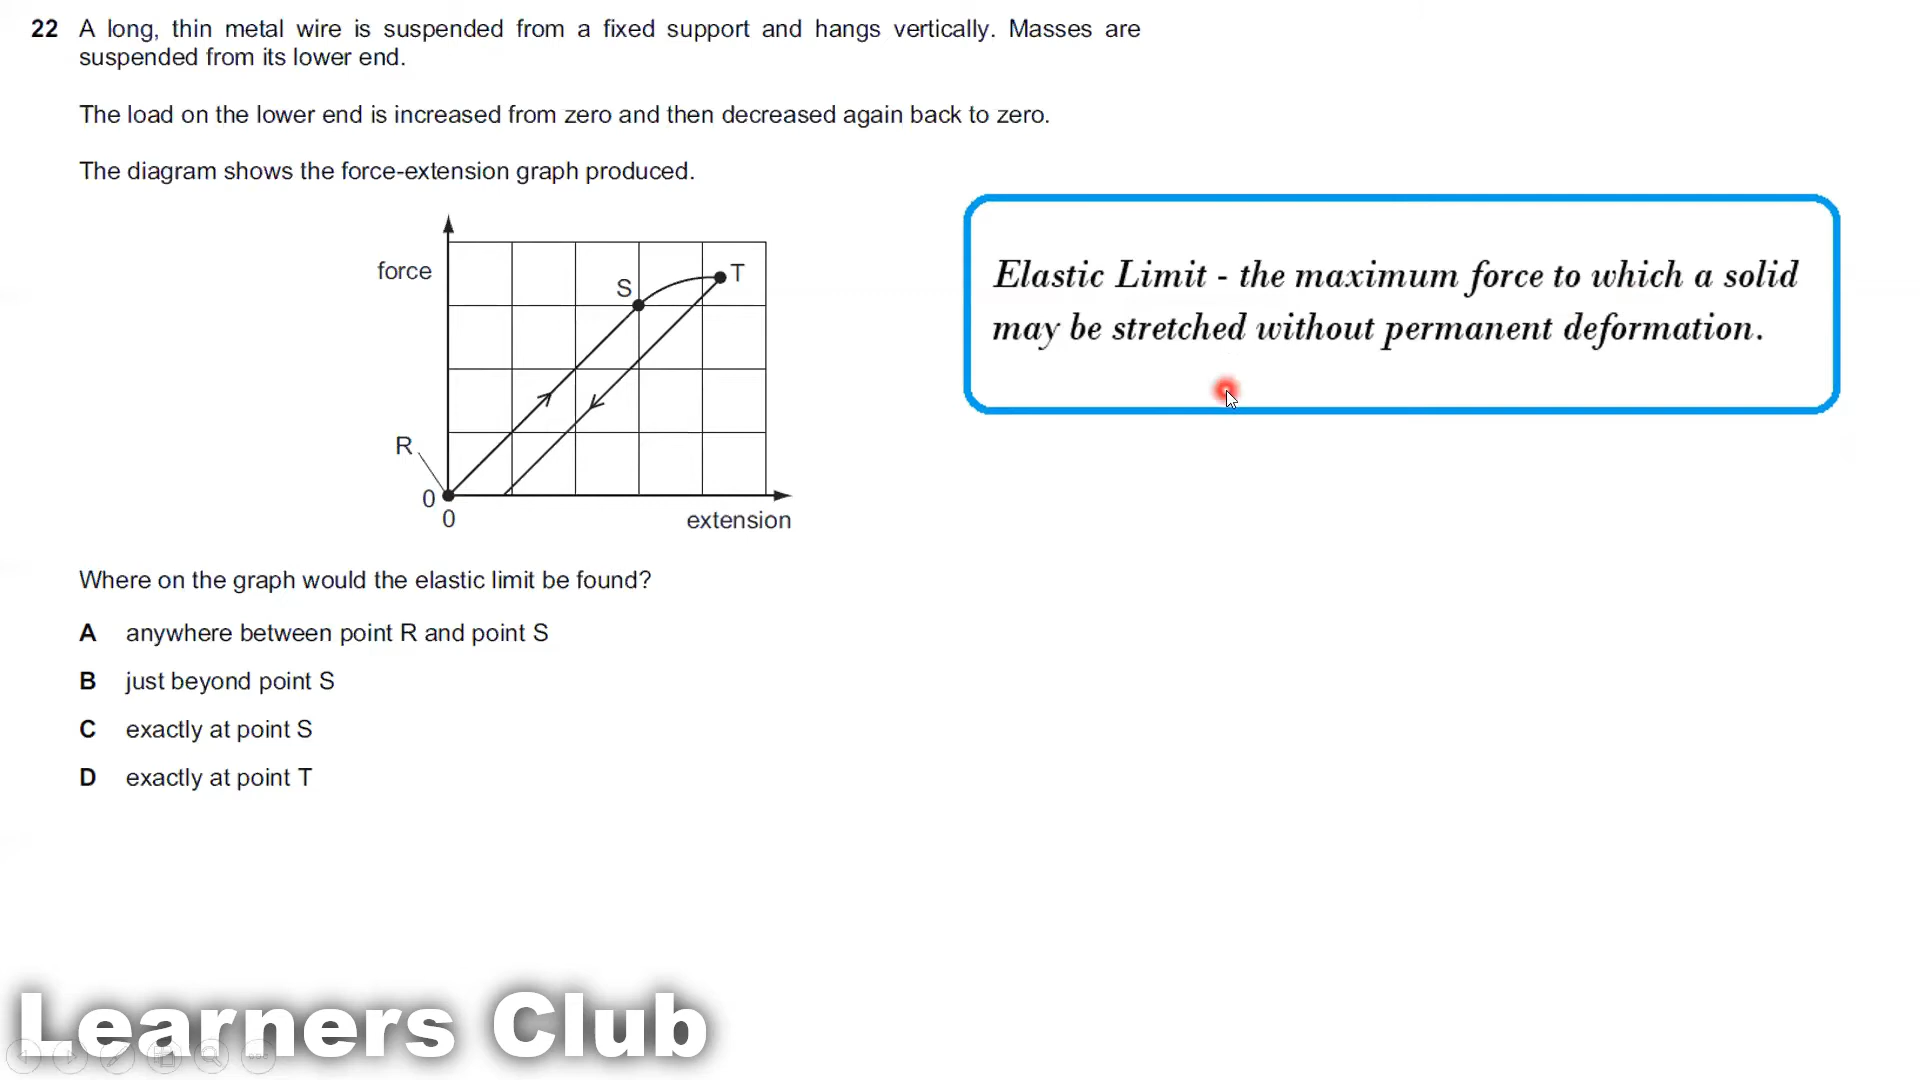 22 A long, thin metal wire is suspended from a fixed support and hangs vertically. Masses are
suspended from its lower end.
The load on the lower end is increased from zero and then decreased again back to zero.
The diagram shows the force-extension graph produced.
force
S
T
R
0
0
extension
Elastic Limit - the maximum force to which a solid
may be stretched without permanent deformation.
Where on the graph would the elastic limit be found?
A anywhere between point R and point S
B just beyond point S
C exactly at point S
D exactly at point T
Learners Club